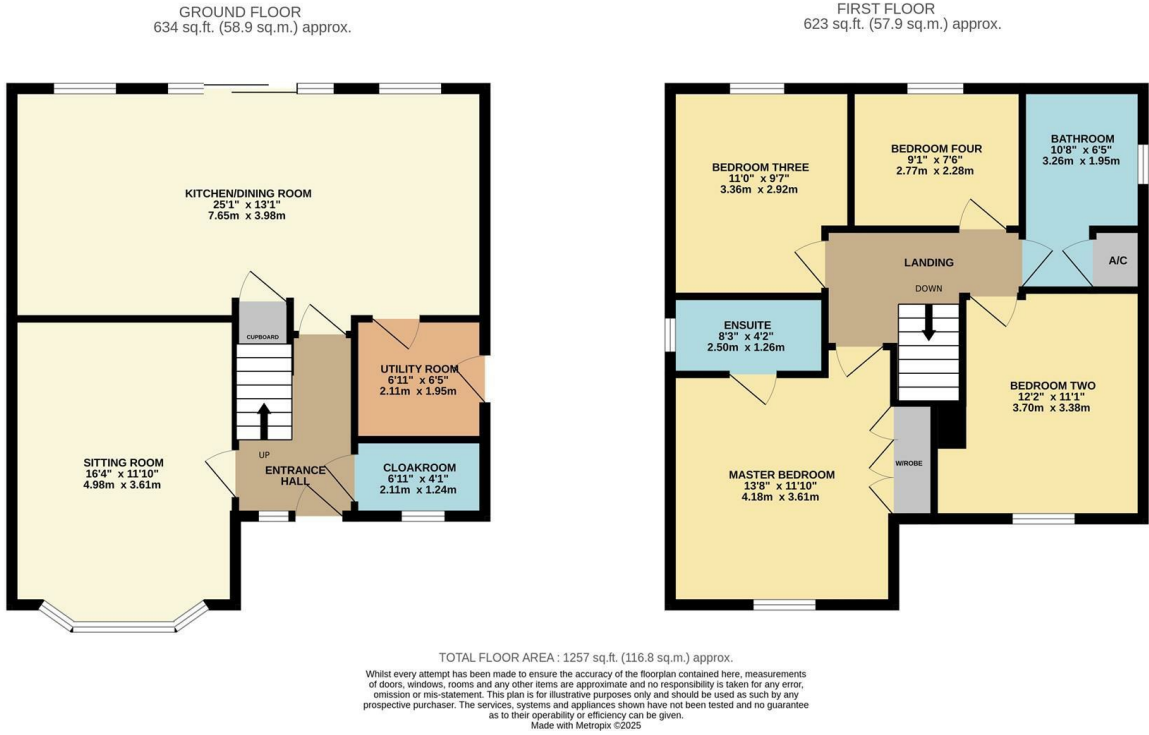 GROUND FLOOR
634 sq.ft. (58.9 sq.m.) approx.
FIRST FLOOR
623 sq.ft. (57.9 sq.m.) approx.
KITCHEN/DINING ROOM
25'1" x 13'1"
7.65m x 3.98m
CUPBOARD
UTILITY ROOM
6'11" x 6'5"
2.11m x 1.95m
SITTING ROOM
16'4" x 11'10"
4.98m x 3.61m
UP
ENTRANCE
HALL
CLOAKROOM
6'11" x 4'1"
2.11m x 1.24m
BEDROOM THREE
11'0" x 9'7"
3.36m x 2.92m
BEDROOM FOUR
9'1" x 7'6"
2.77m x 2.28m
BATHROOM
10'8" x 6'5"
3.26m x 1.95m
LANDING
A/C
DOWN
ENSUITE
8'3" x 4'2"
2.50m x 1.26m
BEDROOM TWO
12'2" x 11'1"
3.70m x 3.38m
MASTER BEDROOM
13'8" x 11'10"
4.18m x 3.61m
W/ROBE
TOTAL FLOOR AREA : 1257 sq.ft. (116.8 sq.m.) approx.
Whilst every attempt has been made to ensure the accuracy of the floorplan contained here, measurements
of doors, windows, rooms and any other items are approximate and no responsibility is taken for any error,
omission or mis-statement. This plan is for illustrative purposes only and should be used as such by any
prospective purchaser. The services, systems and appliances shown have not been tested and no guarantee
as to their operability or efficiency can be given.
Made with Metropix ©2025